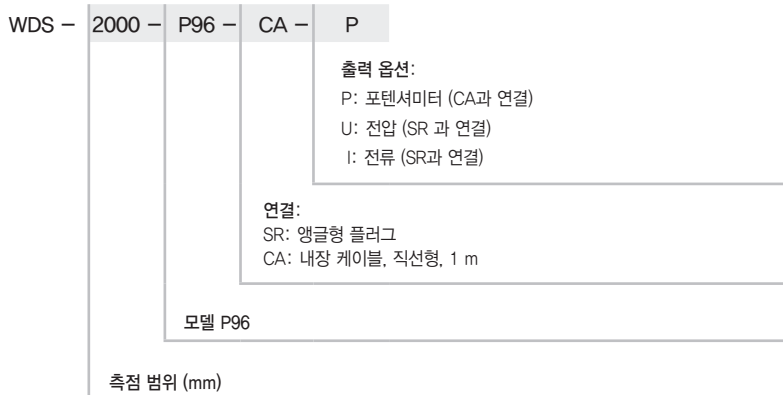 WDS - 2000 - P96 - CA - P
출력 옵션:
P: 포텐셔미터 (CA과 연결)
U: 전압 (SR 과 연결)
I: 전류 (SR과 연결)
연결:
SR: 앵글형 플러그
CA: 내장 케이블, 직선형, 1 m
모델 P96
측점 범위 (mm)